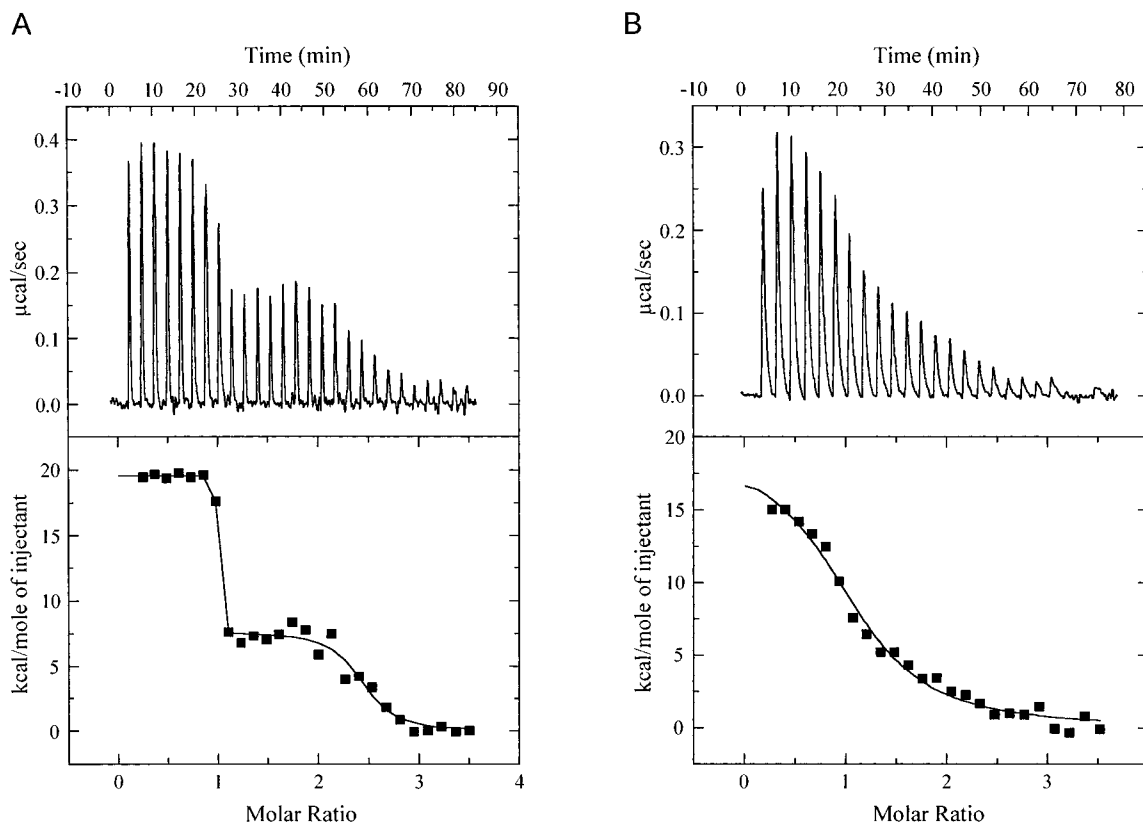 A
Time (min)
-10 0 10 20 30 40 50 60 70 80 90
0.4
0.3
0.2
0.1
0.0
µcal/sec
20
15
10
5
0
kcal/mole of injectant
0 1 2 3 4
Molar Ratio
B
Time (min)
-10 0 10 20 30 40 50 60 70 80
0.3
0.2
0.1
0.0
µcal/sec
20
15
10
5
0
kcal/mole of injectant
0 1 2 3
Molar Ratio